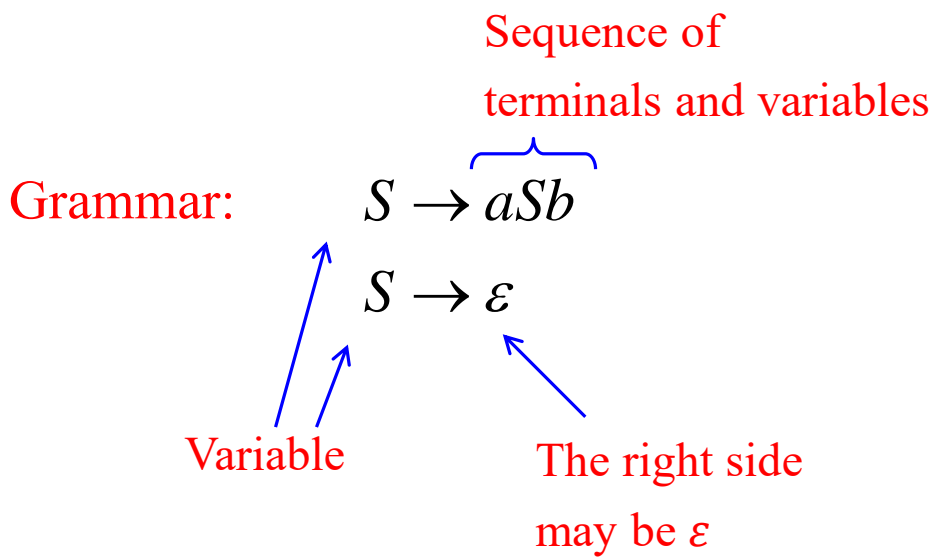 Sequence of
terminals and variables
Grammar: S → aSb
S → ε
Variable
The right side
may be ε